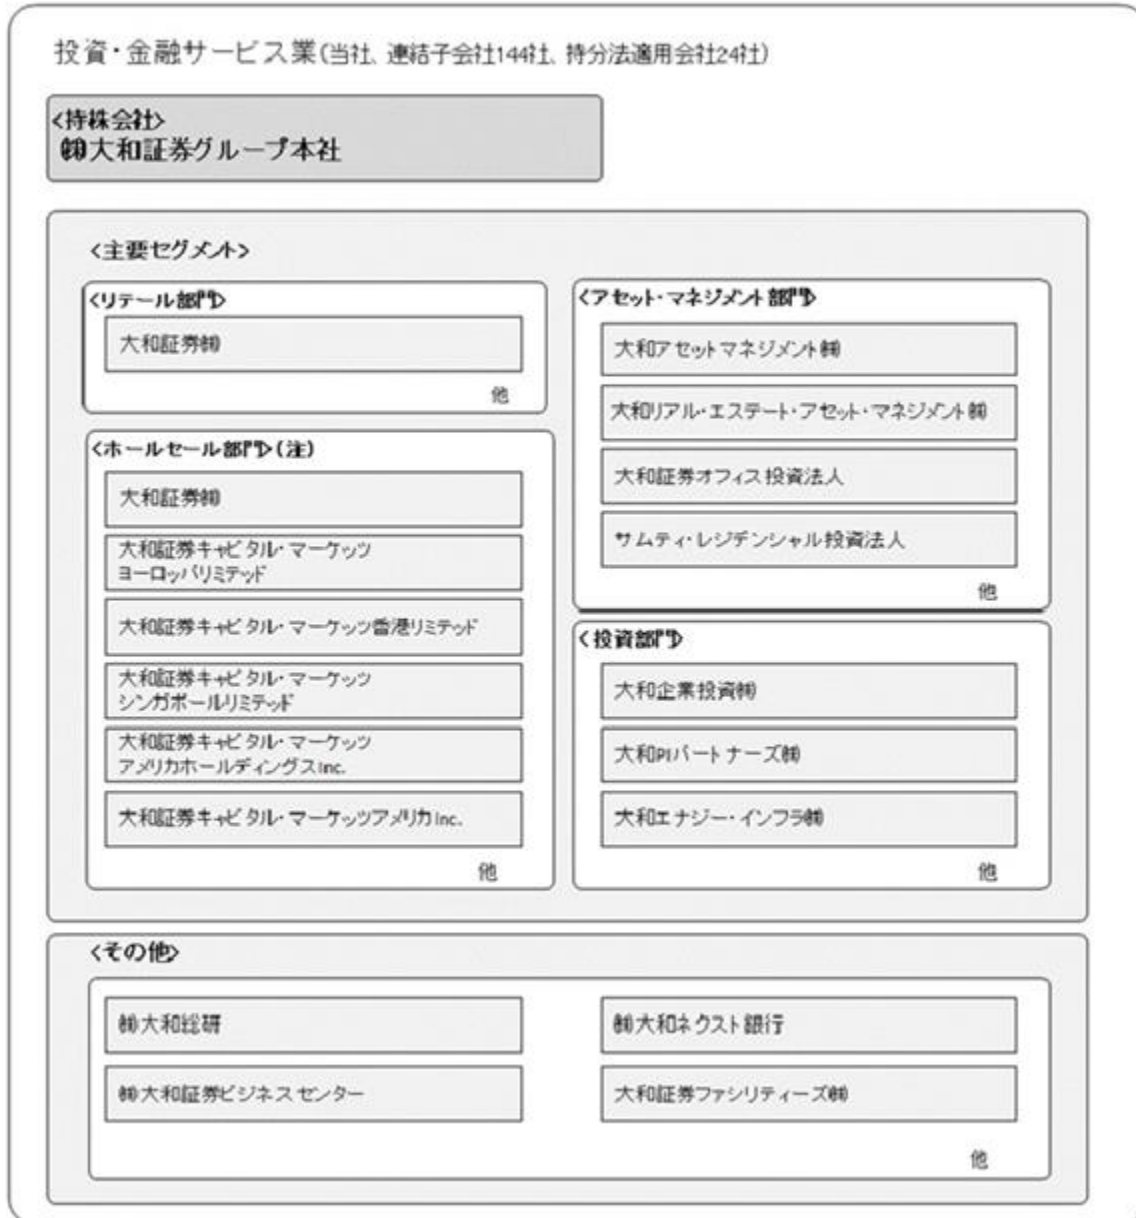 投資・金融サービス業(当社、連結子会社144社、持分法適用会社24社)
<持株会社>
㈱大和証券グループ本社
<主要セグメント>
<リテール部門>
大和証券㈱
他
<ホールセール部門>(注)
大和証券㈱
大和証券キャピタル・マーケッツ
ヨーロッパリミテッド
大和証券キャピタル・マーケッツ香港リミテッド
大和証券キャピタル・マーケッツ
シンガポールリミテッド
大和証券キャピタル・マーケッツ
アメリカホールディングスInc.
大和証券キャピタル・マーケッツアメリカInc.
他
<アセット・マネジメント部門>
大和アセットマネジメント㈱
大和リアル・エステート・アセット・マネジメント㈱
大和証券オフィス投資法人
サムティ・レジデンシャル投資法人
他
<投資部門>
大和企業投資㈱
大和PIパートナーズ㈱
大和エナジー・インフラ㈱
他
<その他>
㈱大和総研
㈱大和ネクスト銀行
㈱大和証券ビジネスセンター
大和証券ファシリティーズ㈱
他